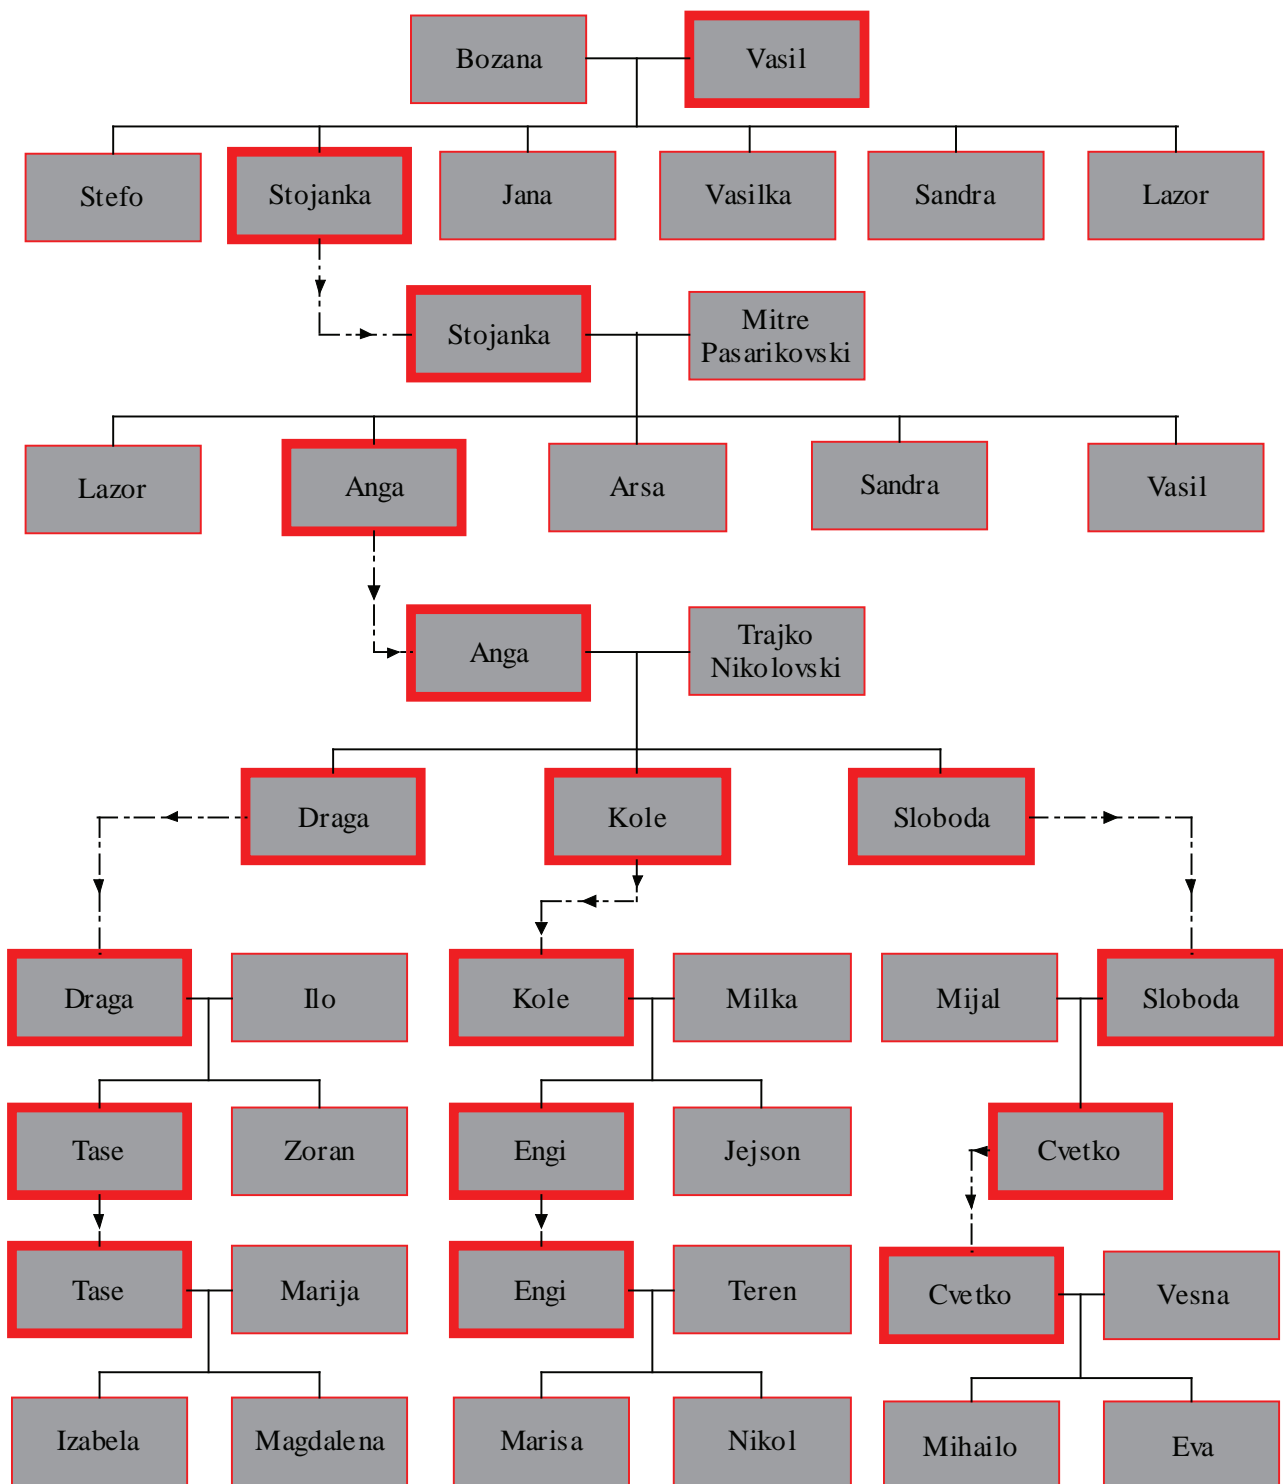 Bozana
Vasil
Stefo
Stojanka
Jana
Vasilka
Sandra
Lazor
Stojanka
Mitre
Pasarikovski
Lazor
Anga
Arsa
Sandra
Vasil
Anga
Trajko
Nikolovski
Draga
Kole
Sloboda
Draga
Ilo
Kole
Milka
Mijal
Sloboda
Tase
Zoran
Engi
Jejson
Cvetko
Tase
Marija
Engi
Teren
Cvetko
Vesna
Izabela
Magdalena
Marisa
Nikol
Mihailo
Eva